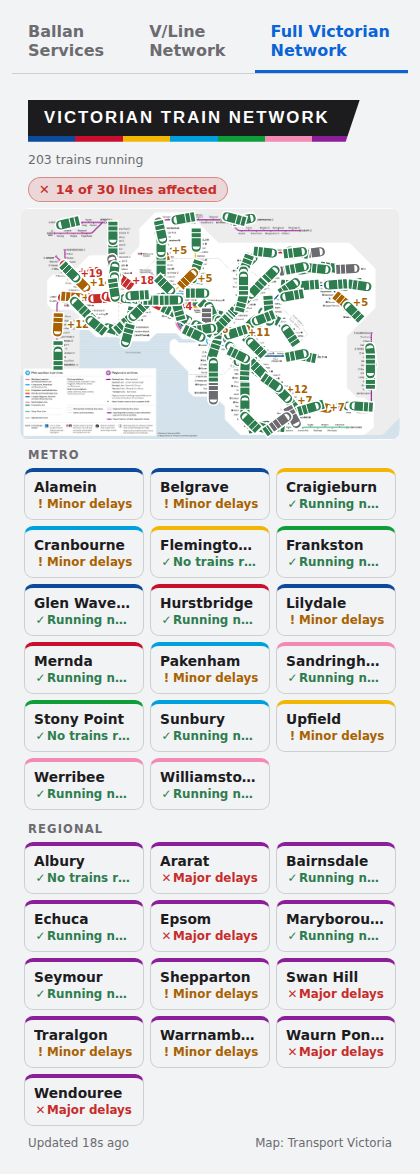 Ballan Services
V/Line Network
Full Victorian Network
VICTORIAN TRAIN NETWORK
203 trains running
✕ 14 of 30 lines affected
+5
+19
+1
+18
+5
+5
+12
+11
+12
+7
+7
METRO
Alamein
! Minor delays
Belgrave
! Minor delays
Craigieburn
✓ Running n...
Cranbourne
! Minor delays
Flemingto...
✓ No trains r...
Frankston
✓ Running n...
Glen Wave...
✓ Running n...
Hurstbridge
✓ Running n...
Lilydale
! Minor delays
Mernda
✓ Running n...
Pakenham
! Minor delays
Sandringh...
✓ Running n...
Stony Point
✓ No trains r...
Sunbury
✓ Running n...
Upfield
! Minor delays
Werribee
✓ Running n...
Williamsto...
✓ Running n...
REGIONAL
Albury
✓ No trains r...
Ararat
✕ Major delays
Bairnsdale
✓ Running n...
Echuca
✓ Running n...
Epsom
✕ Major delays
Maryborou...
✓ Running n...
Seymour
✓ Running n...
Shepparton
! Minor delays
Swan Hill
✕ Major delays
Traralgon
! Minor delays
Warrnamb...
! Minor delays
Waurn Pon...
✕ Major delays
Wendouree
✕ Major delays
Updated 18s ago
Map: Transport Victoria